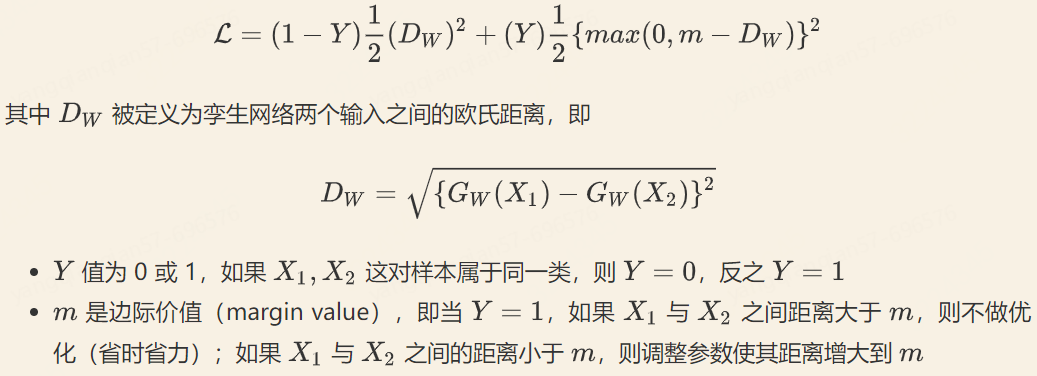 ℒ = (1 − Y)\frac{1}{2}(D_W)^2 + (Y)\frac{1}{2}\{max(0, m − D_W)\}^2
其中 D_W 被定义为孪生网络两个输入之间的欧氏距离，即
D_W = \sqrt{\{G_W(X_1) − G_W(X_2)\}^2}
• Y 值为 0 或 1，如果 X_1, X_2 这对样本属于同一类，则 Y = 0，反之 Y = 1
• m 是边际价值（margin value），即当 Y = 1，如果 X_1 与 X_2 之间距离大于 m，则不做优
化（省时省力）；如果 X_1 与 X_2 之间的距离小于 m，则调整参数使其距离增大到 m